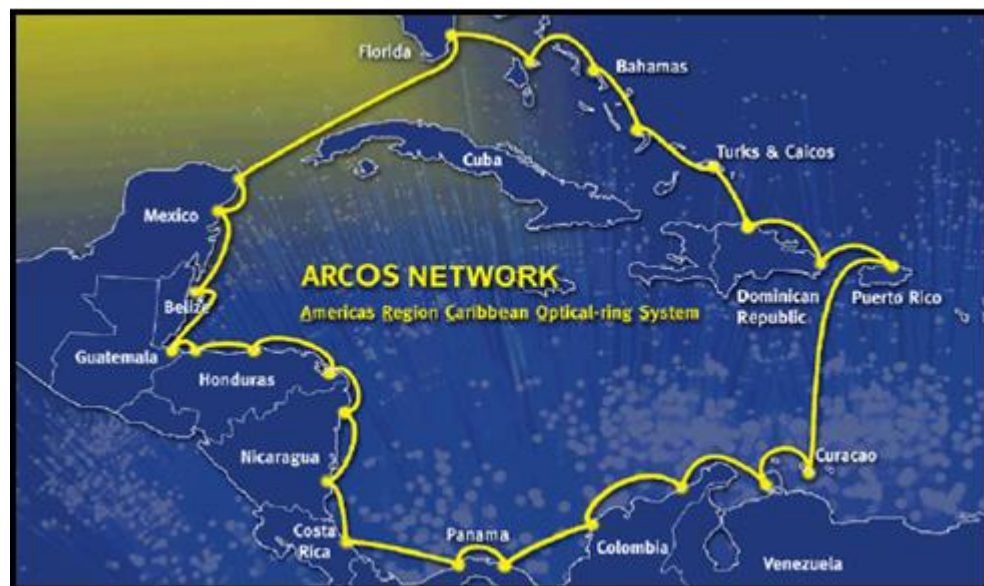 Florida
Bahamas
Cuba
Turks & Caicos
Mexico
ARCOS NETWORK
Americas Region Caribbean Optical-ring System
Dominican
Republic
Puerto Rico
Belize
Guatemala
Honduras
Nicaragua
Curacao
Costa
Rica
Panama
Colombia
Venezuela